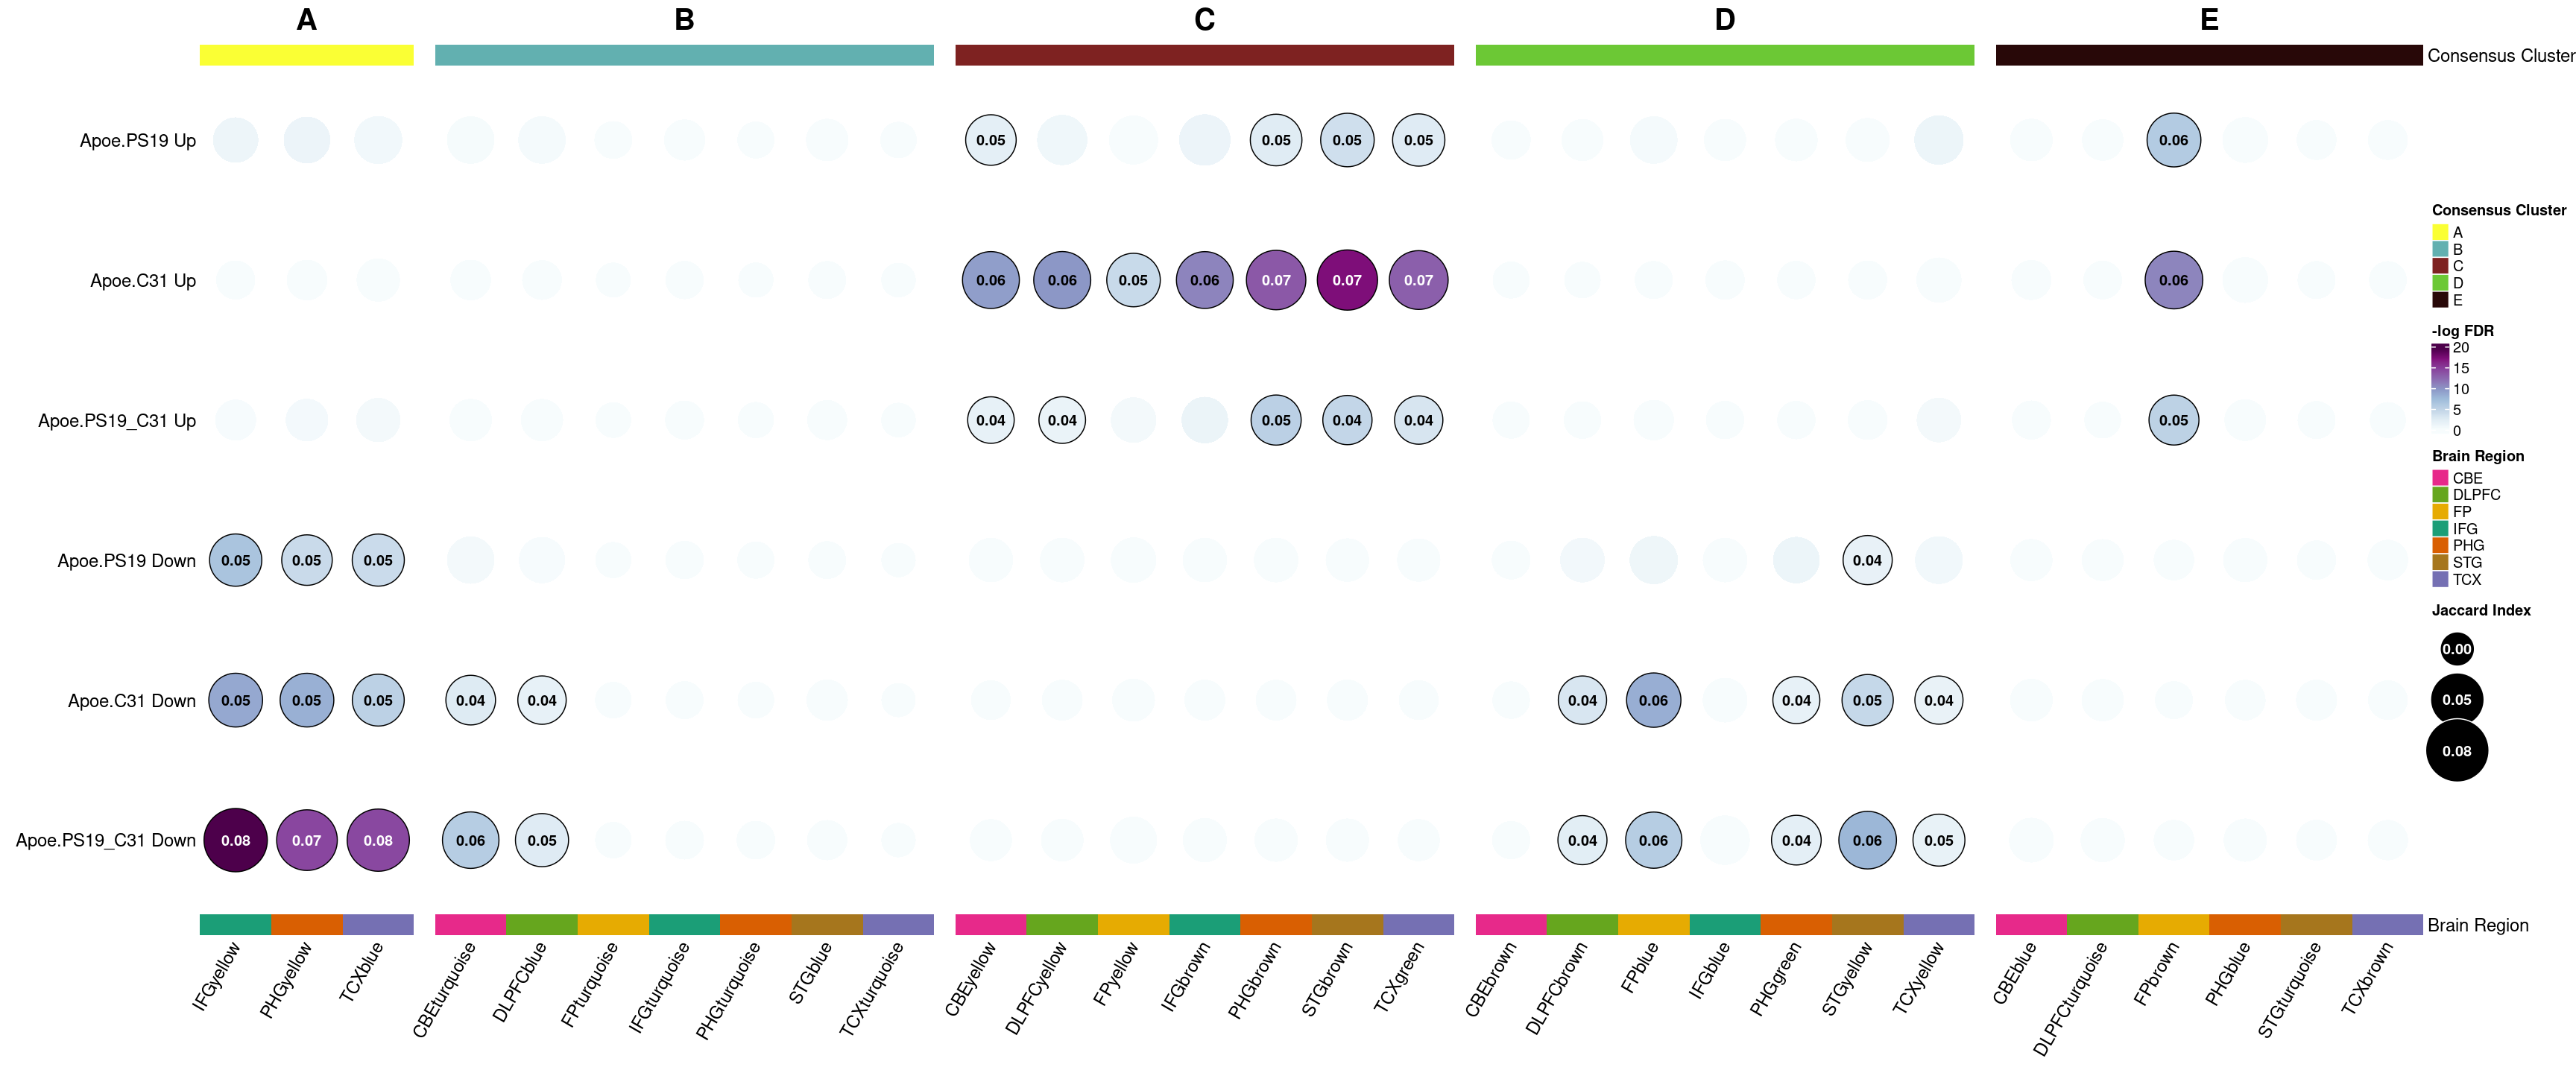 A B C D E
Consensus Cluster
Apoe.PS19 Up 0.05 0.05 0.05 0.05 0.06
Apoe.C31 Up 0.06 0.06 0.05 0.06 0.07 0.07 0.07 0.06
Apoe.PS19_C31 Up 0.04 0.04 0.05 0.04 0.04 0.05
Apoe.PS19 Down 0.05 0.05 0.05 0.04
Apoe.C31 Down 0.05 0.05 0.05 0.04 0.04 0.04 0.06 0.04 0.05 0.04
Apoe.PS19_C31 Down 0.08 0.07 0.08 0.06 0.05 0.04 0.06 0.04 0.06 0.05
Brain Region
IFGyellow
PHGyellow
TCXblue
CBEturquoise
DLPFCblue
FPturquoise
IFGturquoise
PHGturquoise
STGblue
TCXturquoise
CBEyellow
DLPFCyellow
FPyellow
IFGbrown
PHGbrown
STGbrown
TCXgreen
CBEbrown
DLPFCbrown
FPblue
IFGblue
PHGgreen
STGyellow
TCXyellow
CBEblue
DLPFCturquoise
FPbrown
PHGblue
STGturquoise
TCXbrown
Consensus Cluster
A
B
C
D
E
-log FDR
20
15
10
5
0
Brain Region
CBE
DLPFC
FP
IFG
PHG
STG
TCX
Jaccard Index
0.00
0.05
0.08